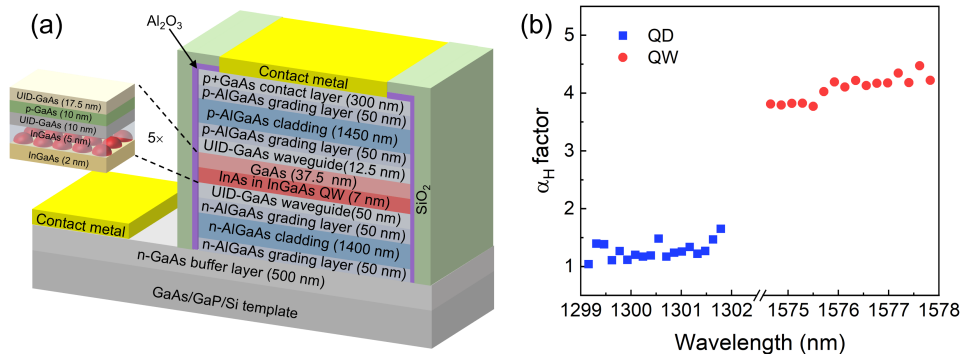 (a)
Al₂O₃
Contact metal
p+GaAs contact layer (300 nm)
p-AlGaAs grading layer (50 nm)
p-AlGaAs cladding (1450 nm)
p-AlGaAs grading layer (50 nm)
UID-GaAs waveguide(12.5 nm)
GaAs (37.5 nm)
InAs in InGaAs QW (7 nm)
UID-GaAs waveguide(50 nm)
n-AlGaAs grading layer (50 nm)
n-AlGaAs cladding (1400 nm)
n-AlGaAs grading layer (50 nm)
n-GaAs buffer layer (500 nm)
GaAs/GaP/Si template
SiO₂
UID-GaAs (17.5 nm)
p-GaAs (10 nm)
UID-GaAs (10 nm)
InGaAs (5 nm)
InGaAs (2 nm)
5×
Contact metal
(b)
QD
QW
5
4
3
2
1
αH factor
1299 1300 1301 1302 1575 1576 1577 1578
Wavelength (nm)